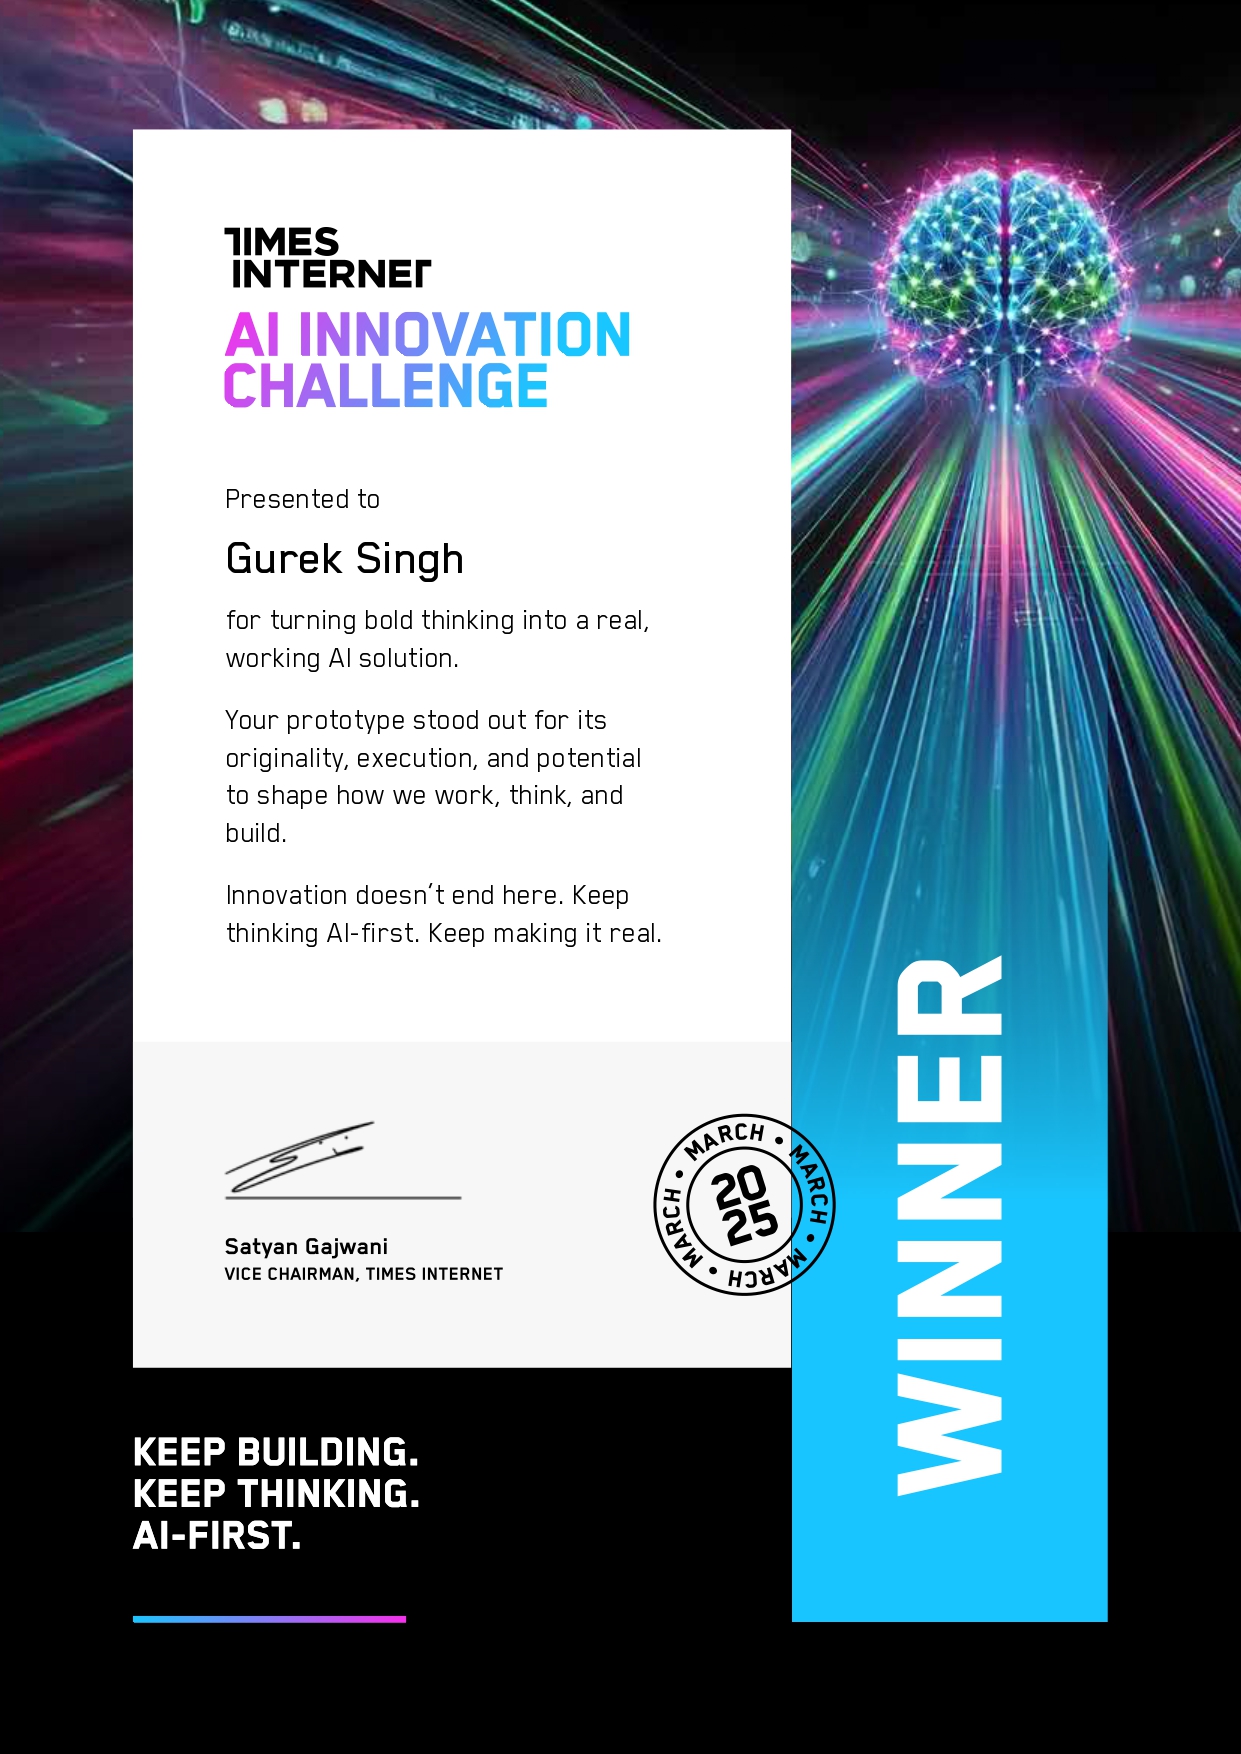 TIMES
INTERNET
AI INNOVATION
CHALLENGE
Presented to
Gurek Singh
for turning bold thinking into a real,
working AI solution.
Your prototype stood out for its
originality, execution, and potential
to shape how we work, think, and
build.
Innovation doesn't end here. Keep
thinking AI-first. Keep making it real.
Satyan Gajwani
VICE CHAIRMAN, TIMES INTERNET
MARCH • MARCH • MARCH • MARCH •
20
25
WINNER
KEEP BUILDING.
KEEP THINKING.
AI-FIRST.